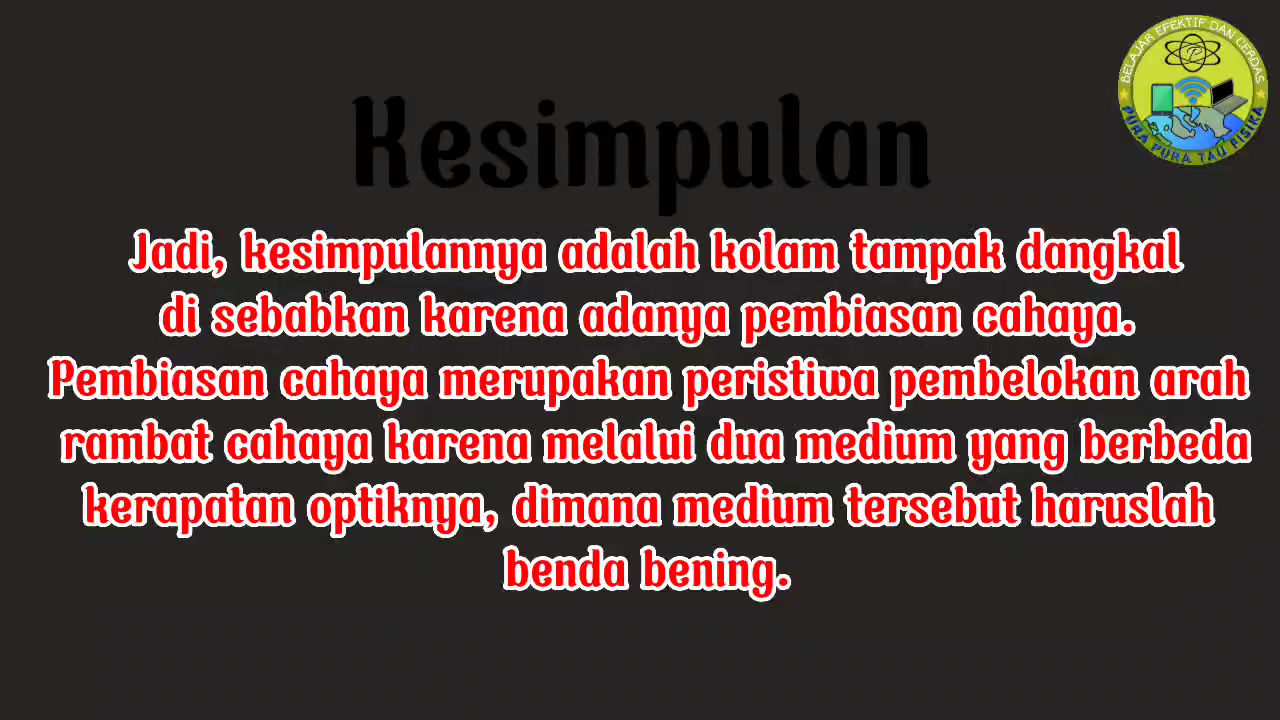 BELAJAR EFEKTIF DAN CERDAS
PURA PURA TAU FISIKA
Kesimpulan
Jadi, kesimpulannya adalah kolam tampak dangkal
di sebabkan karena adanya pembiasan cahaya.
Pembiasan cahaya merupakan peristiwa pembelokan arah
rambat cahaya karena melalui dua medium yang berbeda
kerapatan optiknya, dimana medium tersebut haruslah
benda bening.